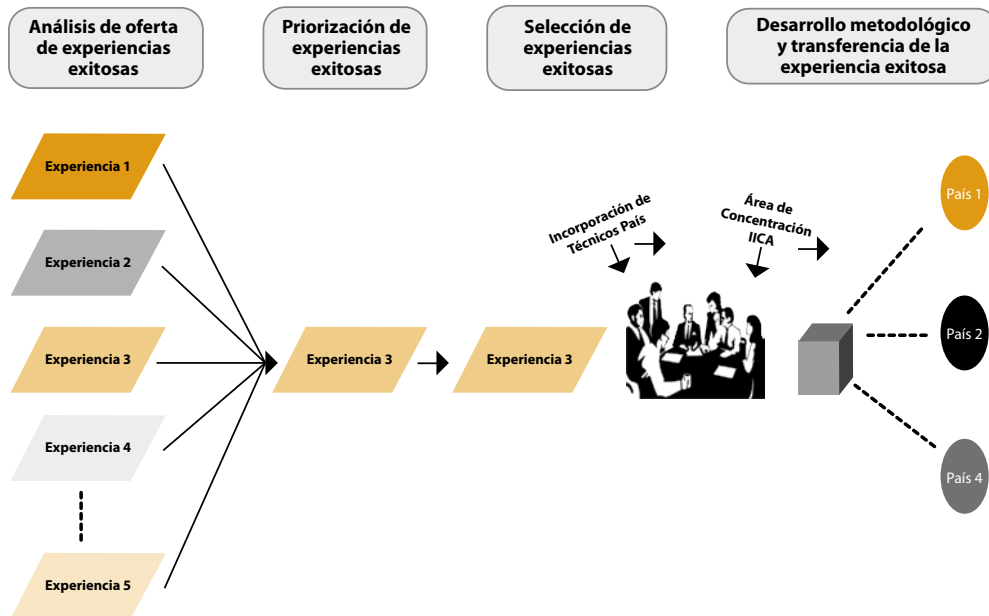 Análisis de oferta
de experiencias
exitosas
Priorización de
experiencias
exitosas
Selección de
experiencias
exitosas
Desarrollo metodológico
y transferencia de la
experiencia exitosa
Experiencia 1
Experiencia 2
Experiencia 3
Experiencia 4
Experiencia 5
Experiencia 3
Experiencia 3
Incorporación de
Técnicos País
Área de
Concentración
IICA
País 1
País 2
País 4